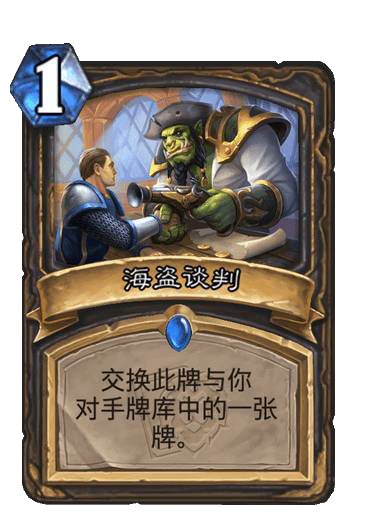 1
海盗谈判
交换此牌与你
对手牌库中的一张
牌。